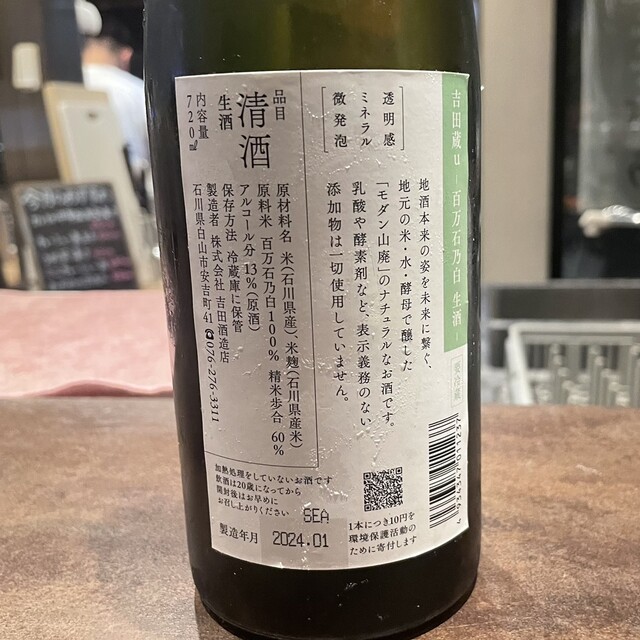 吉田蔵u － 百万石乃白 生酒 －
要冷蔵
地酒本来の姿を未来に繋ぐ、
地元の米・水・酵母で醸した
「モダン山廃」のナチュラルなお酒です。
乳酸や酵素剤など、表示義務のない
添加物は一切使用していません。
透明感
ミネラル
微発泡
品目
清酒
生酒
内容量
720㎖
原材料名 米(石川県産)、米麹(石川県産米)
原料米 百万石乃白100% 精米歩合 60%
アルコール分 13%(原酒)
保存方法 冷蔵庫に保管
製造者 株式会社 吉田酒造店
石川県白山市安吉町41 ☎076-276-3311
加熱処理をしていないお酒です
飲酒は20歳になってから
開封後はお早めに
お召し上がりください
SEA
製造年月 2024.01
1本につき10円を
環境保護活動の
ために寄付します